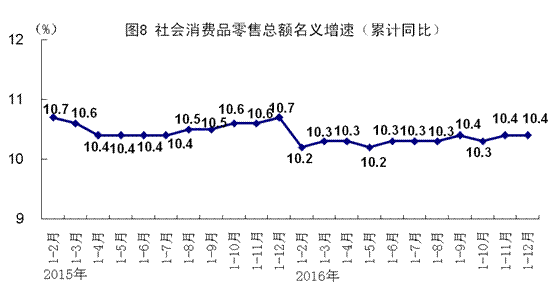 图8 社会消费品零售总额名义增速（累计同比）
(%)
12
11
10
9
10.7
10.6
10.4
10.4
10.4
10.4
10.5
10.5
10.6
10.6
10.7
10.2
10.3
10.3
10.2
10.3
10.3
10.3
10.4
10.3
10.4
10.4
1-2月
1-3月
1-4月
1-5月
1-6月
1-7月
1-8月
1-9月
1-10月
1-11月
1-12月
1-2月
1-3月
1-4月
1-5月
1-6月
1-7月
1-8月
1-9月
1-10月
1-11月
1-12月
2015年
2016年